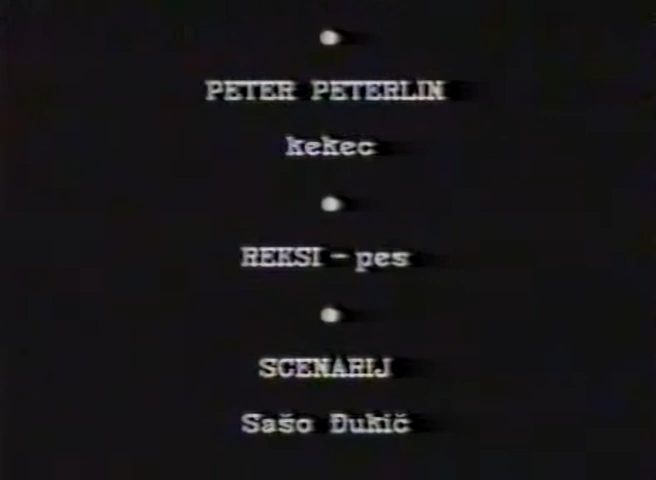 PETER PETERLIN
kekec
REKSI - pes
SCENARIJ
Sašo Đukič